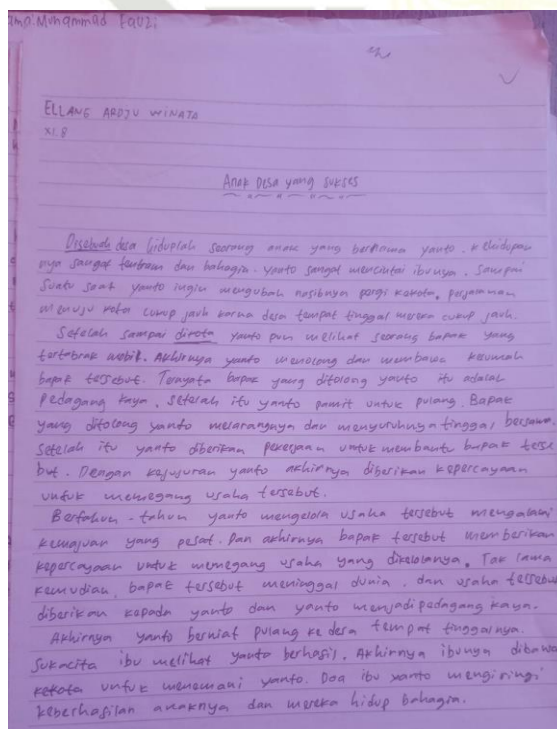 ama: Muhammad Fauzi
ELLANG ARDJU WINATA
XI.8
Anak Desa yang sukses
Disebuah desa hiduplah seorang anak yang bernama yanto. kehidupan
nya sangat tentram dan bahagia. yanto sangat mencintai ibunya. Sampai
Suatu saat yanto ingin mengubah nasibnya pergi kekota. perjalanan
menuju kota cukup jauh karna desa tempat tinggal mereka cukup jauh.
Setelah sampai dikota yanto pun melihat seorang bapak yang
tertabrak mobil. Akhirnya yanto menolong dan membawa kerumah
bapak tersebut. Ternyata bapak yang ditolong yanto itu adalah
pedagang kaya. Setelah itu yanto pamit untuk pulang. Bapak
yang ditolong yanto melarangnya dan menyuruhnya tinggal bersama.
Setelah itu yanto diberikan pekerjaan untuk membantu bapak terse
but. Dengan kejujuran yanto akhirnya diberikan kepercayaan
untuk memegang usaha tersebut.
Bertahun-tahun yanto mengelola usaha tersebut mengalami
kemajuan yang pesat. Dan akhirnya bapak tersebut memberikan
kepercayaan untuk memegang usaha yang dikelolanya. Tak lama
kemudian, bapak tersebut meninggal dunia. dan usaha tersebut
diberikan kepada yanto dan yanto menjadi pedagang kaya.
Akhirnya yanto berniat pulang ke desa tempat tinggalnya.
Sukacita ibu melihat yanto berhasil. Akhirnya ibunya dibawa
kekota untuk menemani yanto. Doa ibu yanto mengiringi
keberhasilan anaknya dan mereka hidup bahagia.